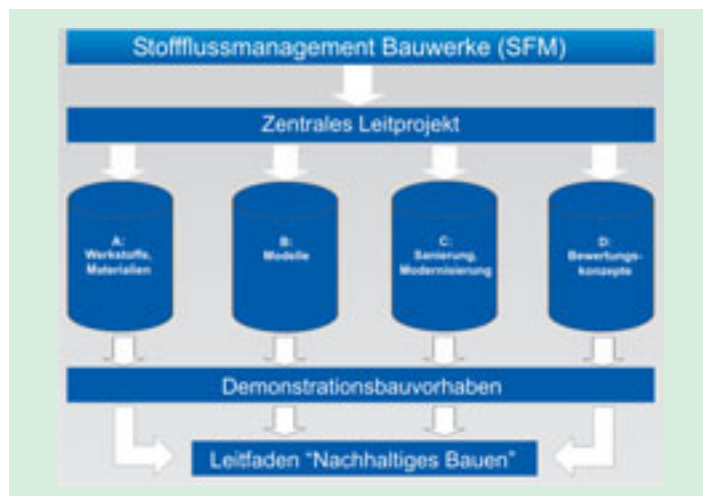 Stoffflussmanagement Bauwerke (SFM)
Zentrales Leitprojekt
A:
Werkstoffe,
Materialien
B:
Modelle
C:
Sanierung,
Modernisierung
D:
Bewertungs-
konzepte
Demonstrationsbauvorhaben
Leitfaden "Nachhaltiges Bauen"